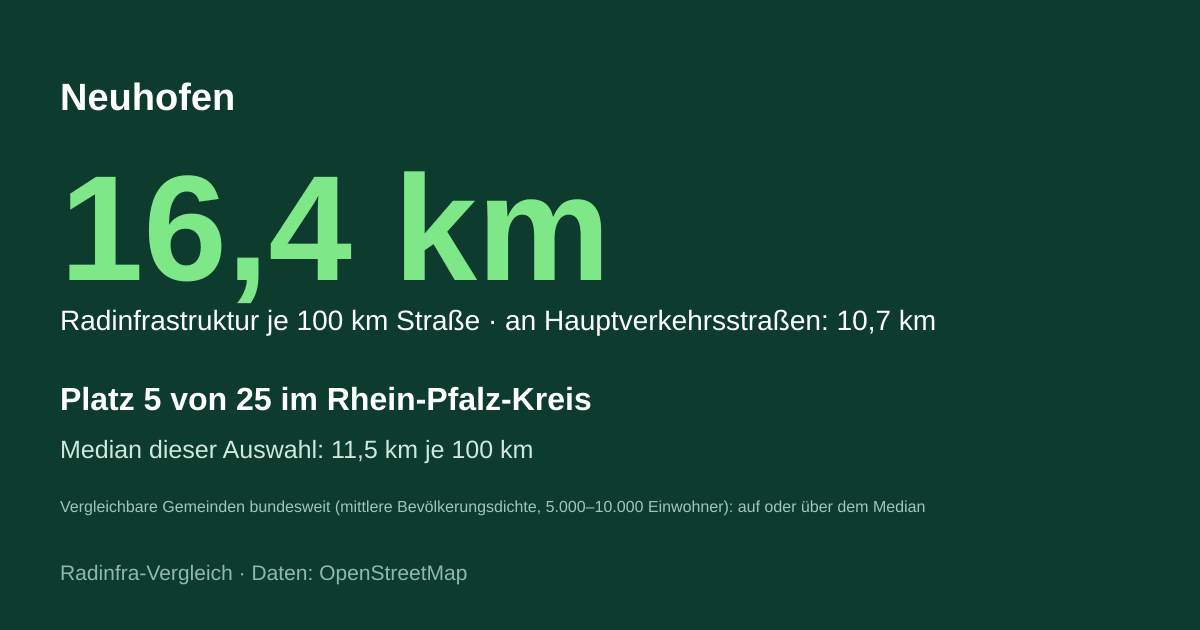 Neuhofen
16,4 km
Radinfrastruktur je 100 km Straße · an Hauptverkehrsstraßen: 10,7 km
Platz 5 von 25 im Rhein-Pfalz-Kreis
Median dieser Auswahl: 11,5 km je 100 km
Vergleichbare Gemeinden bundesweit (mittlere Bevölkerungsdichte, 5.000–10.000 Einwohner): auf oder über dem Median
Radinfra-Vergleich · Daten: OpenStreetMap